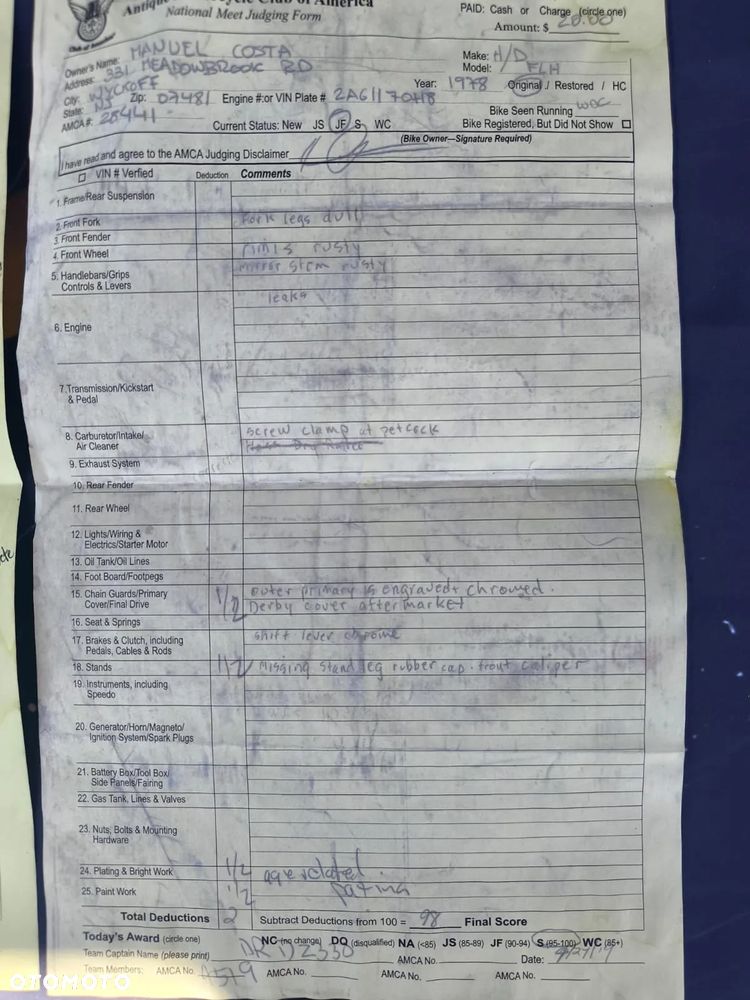 Antiq cle Club of America
National Meet Judging Form
PAID: Cash or Charge (circle one)
Amount: $ 20.00
Owner's Name: MANUEL COSTA
Make: H/D
Address: 331 MEADOWBROOK RD
Model: FLH
City: WYCKOFF
Year: 1978 Original / Restored / HC
State: NJ Zip: 07481 Engine #:or VIN Plate # 2A61170H8
Bike Seen Running
AMCA#: 28441
Current Status: New JS JF S WC
Bike Registered, But Did Not Show
I have read and agree to the AMCA Judging Disclaimer
(Bike Owner—Signature Required)
VIN # Verfied Deduction Comments
1. Frame/Rear Suspension
2. Front Fork Fork legs dull
3. Front Fender
4. Front Wheel rims rusty
5. Handlebars/Grips mirror stem rusty
Controls & Levers
leaks
6. Engine
7.Transmission/Kickstart
& Pedal
8. Carburetor/Intake/ screw clamp at petcock
Air Cleaner
9. Exhaust System
10. Rear Fender
11. Rear Wheel
12. Lights/Wiring &
Electrics/Starter Motor
13. Oil Tank/Oil Lines
14. Foot Board/Footpegs
15. Chain Guards/Primary 1/2 outer primary is engraved + chromed.
Cover/Final Drive Derby cover aftermarket
16. Seat & Springs
17. Brakes & Clutch, including shift lever chrome
Pedals, Cables & Rods
18. Stands 1/2 Missing stand leg rubber cap. front caliper
19. Instruments, including
Speedo
20. Generator/Horn/Magneto/
Ignition System/Spark Plugs
21. Battery Box/Tool Box/
Side Panels/Fairing
22. Gas Tank, Lines & Valves
23. Nuts, Bolts & Mounting
Hardware
24. Plating & Bright Work 1/2 age related.
25. Paint Work 1/2 patina
Total Deductions 2 Subtract Deductions from 100 = 98 Final Score
Today's Award (circle one) NC (no change) DQ (disqualified) NA (<85) JS (85-89) JF (90-94) S (95-100) WC (85+)
Team Captain Name (please print) AMCA No. Date:
Team Members: AMCA No. AMCA No. AMCA No. AMCA No.
OTOMOTO